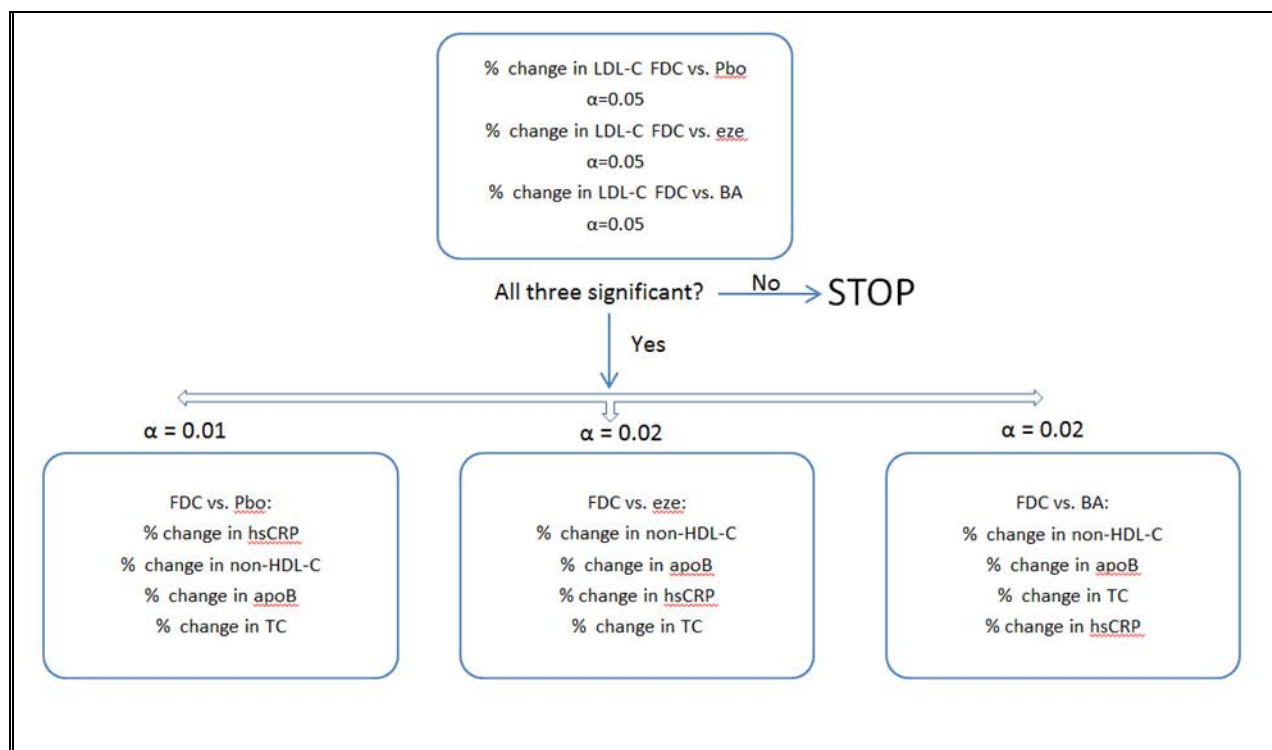 % change in LDL-C FDC vs. Pbo
α=0.05
% change in LDL-C FDC vs. eze
α=0.05
% change in LDL-C FDC vs. BA
α=0.05
All three significant?
No
STOP
Yes
α = 0.01
α = 0.02
α = 0.02
FDC vs. Pbo:
% change in hsCRP
% change in non-HDL-C
% change in apoB
% change in TC
FDC vs. eze:
% change in non-HDL-C
% change in apoB
% change in hsCRP
% change in TC
FDC vs. BA:
% change in non-HDL-C
% change in apoB
% change in TC
% change in hsCRP